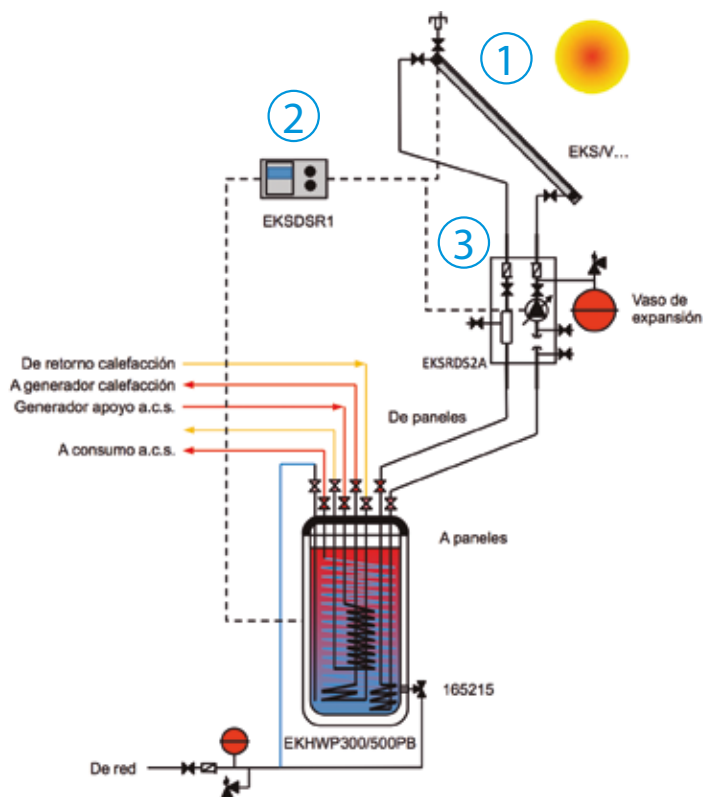 1
2
EKS/V...
EKSDSR1
3
Vaso de
expansión
EKSRDS2A
De retorno calefacción
A generador calefacción
Generador apoyo a.c.s.
De paneles
A consumo a.c.s.
A paneles
165215
EKHWP300/500PB
De red